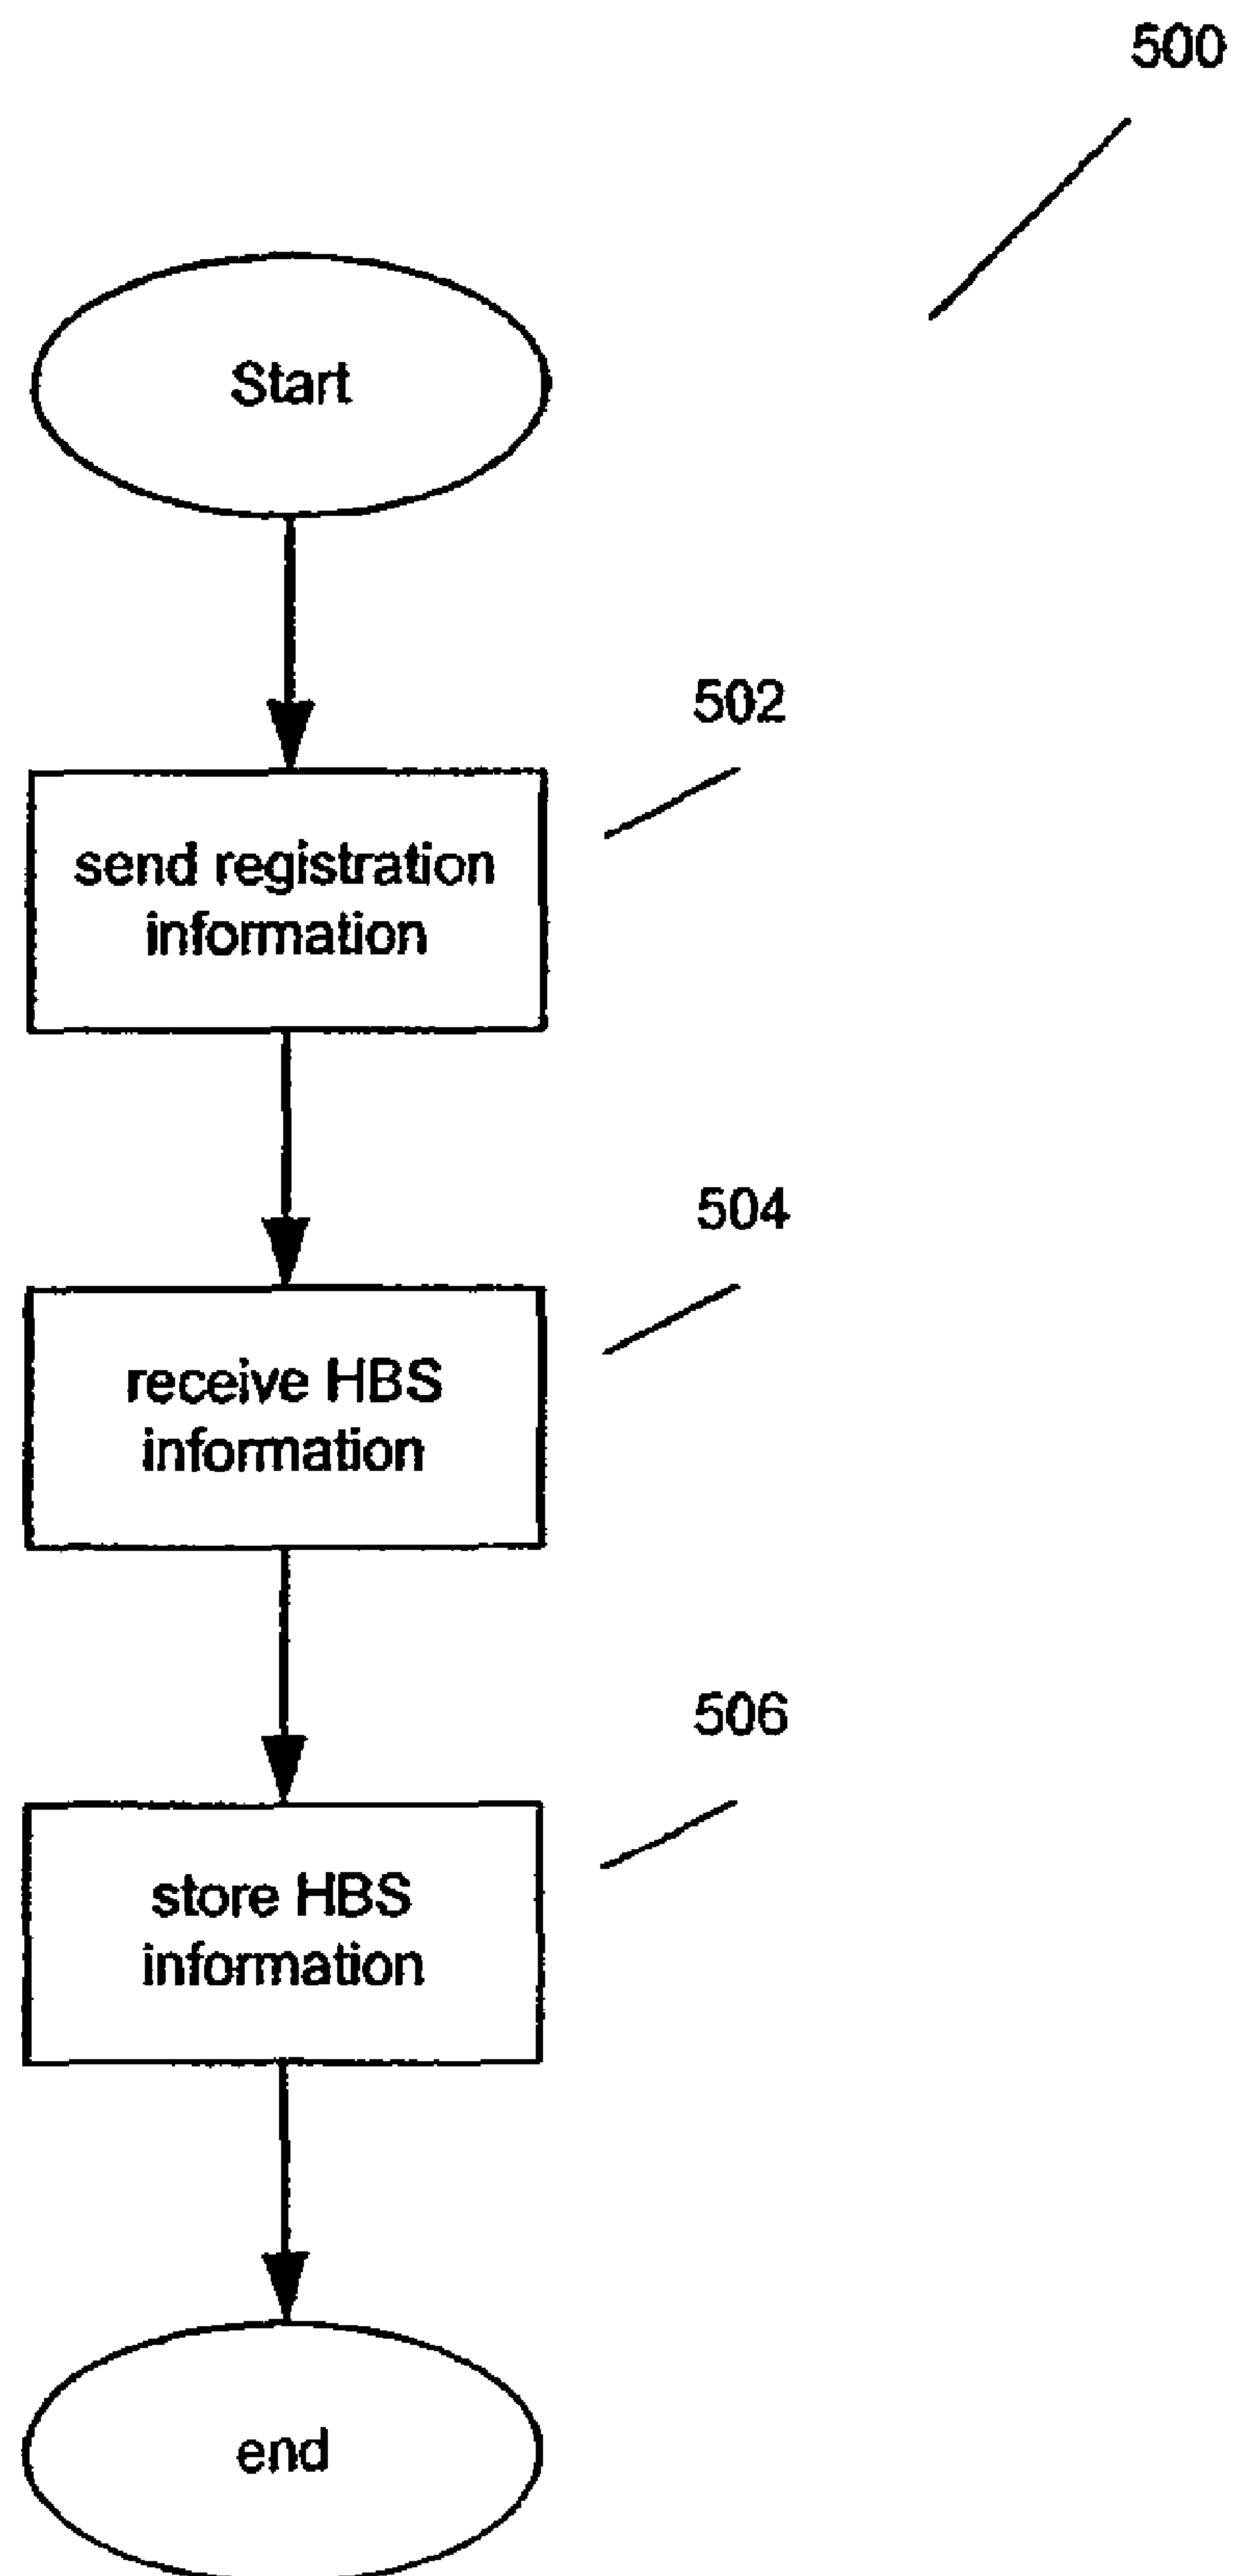 500
Start
502
send registration
information
504
receive HBS
information
506
store HBS
information
end